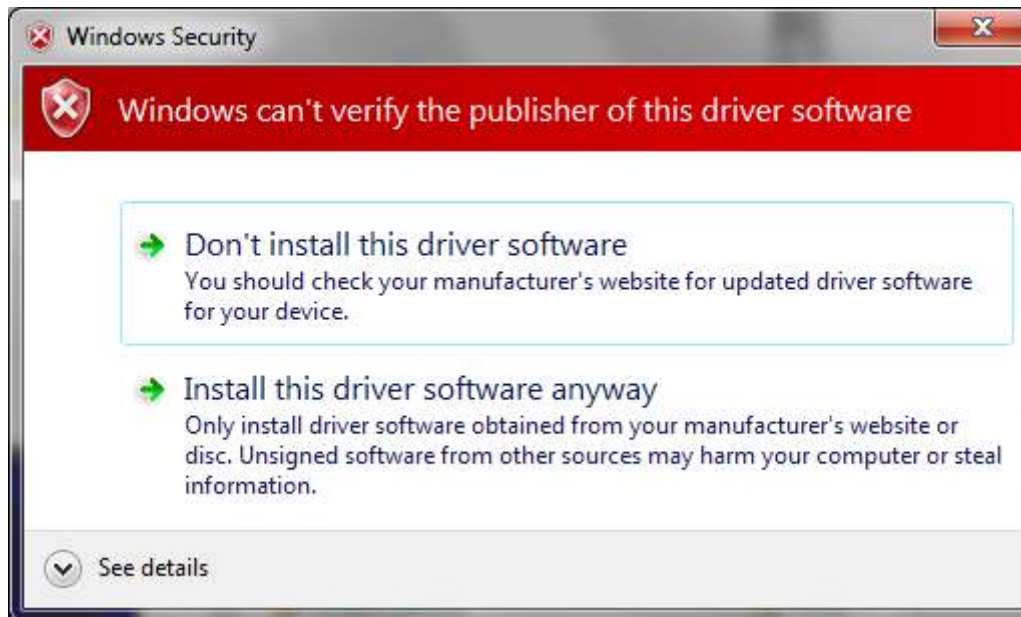 Windows Security
Windows can't verify the publisher of this driver software
Don't install this driver software
You should check your manufacturer's website for updated driver software
for your device.
Install this driver software anyway
Only install driver software obtained from your manufacturer's website or
disc. Unsigned software from other sources may harm your computer or steal
information.
See details